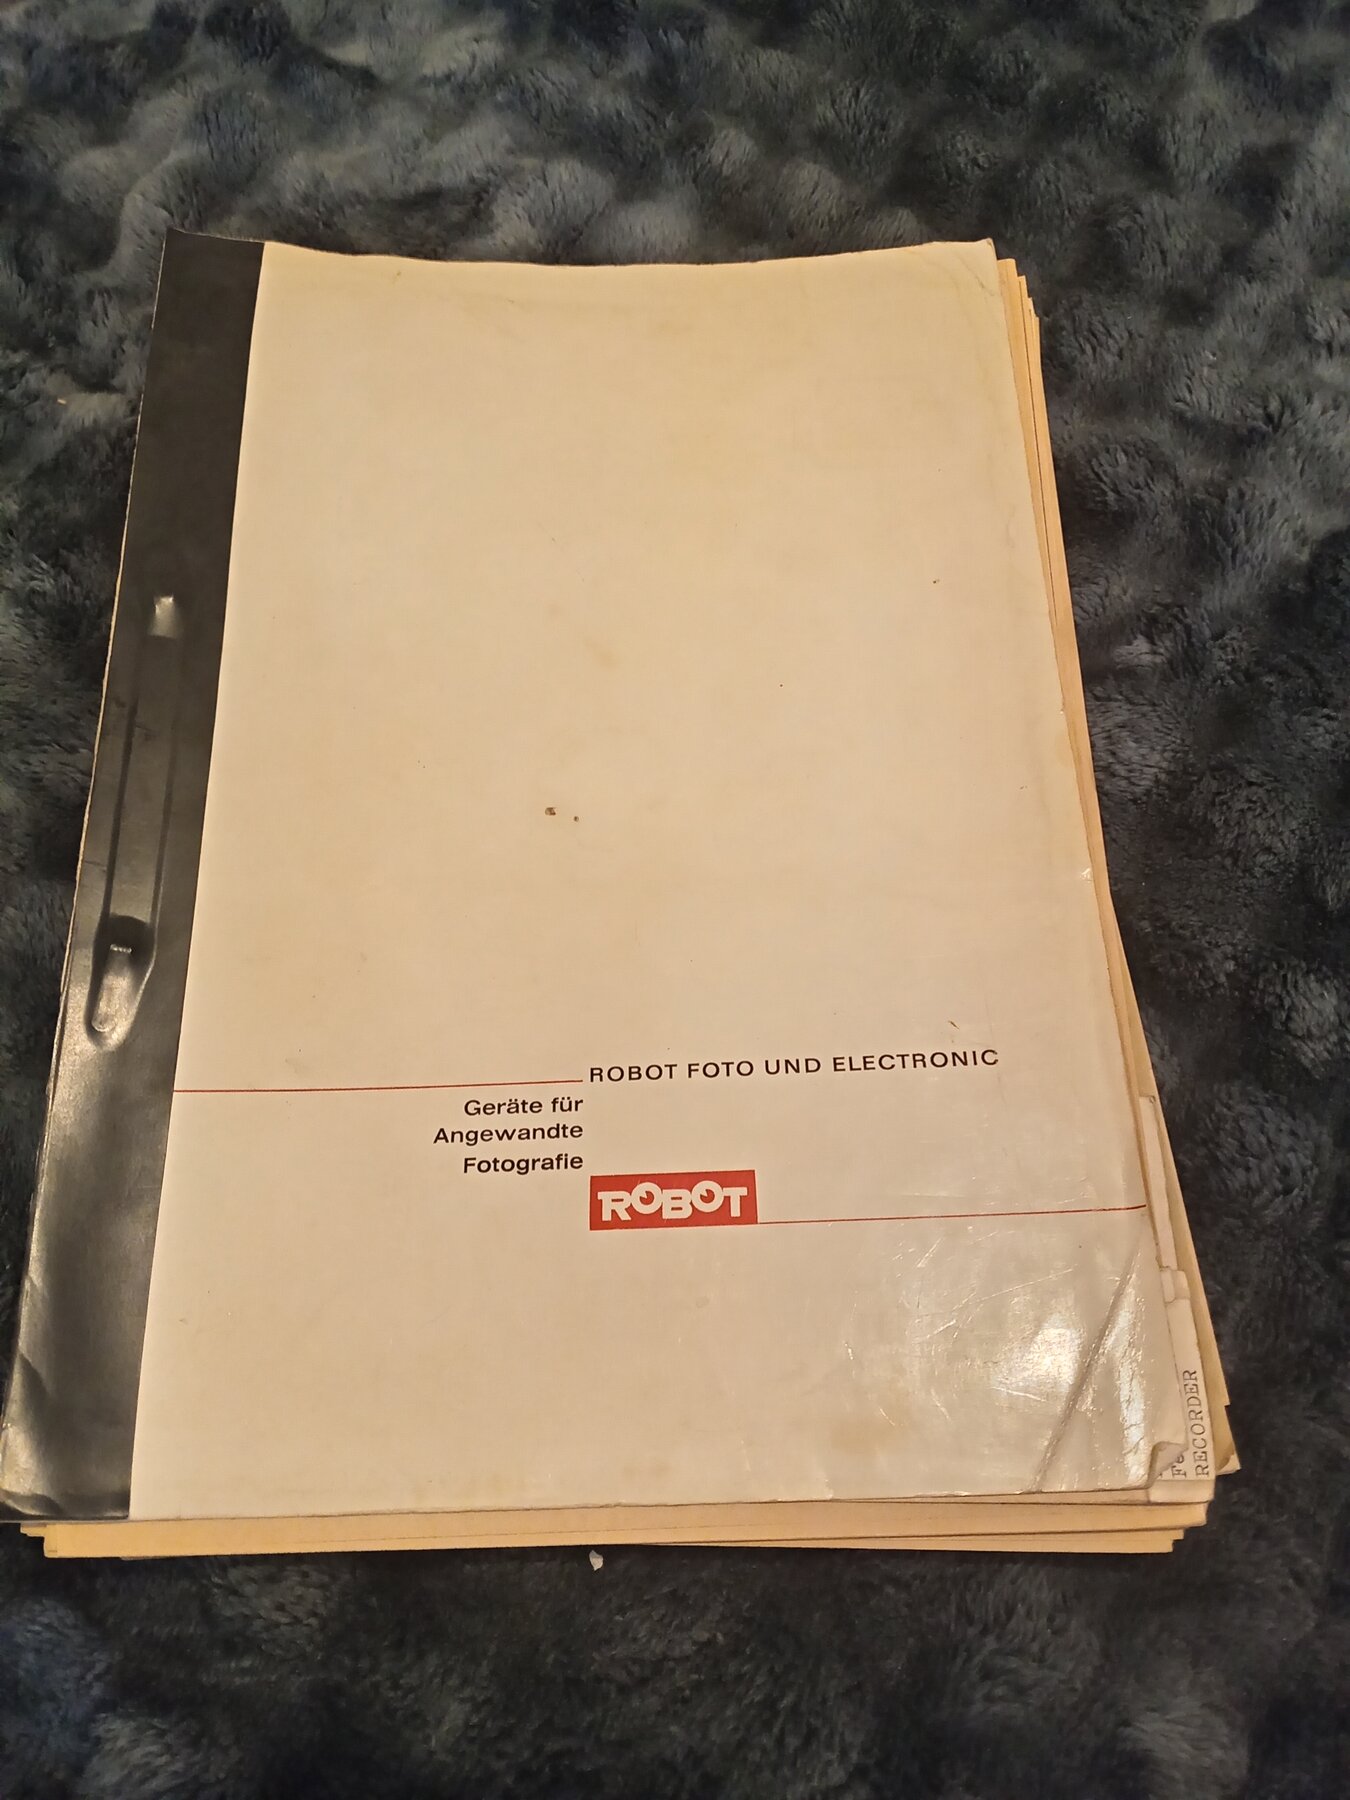 ROBOT FOTO UND ELECTRONIC
Geräte für
Angewandte
Fotografie
ROBOT
RECORDER